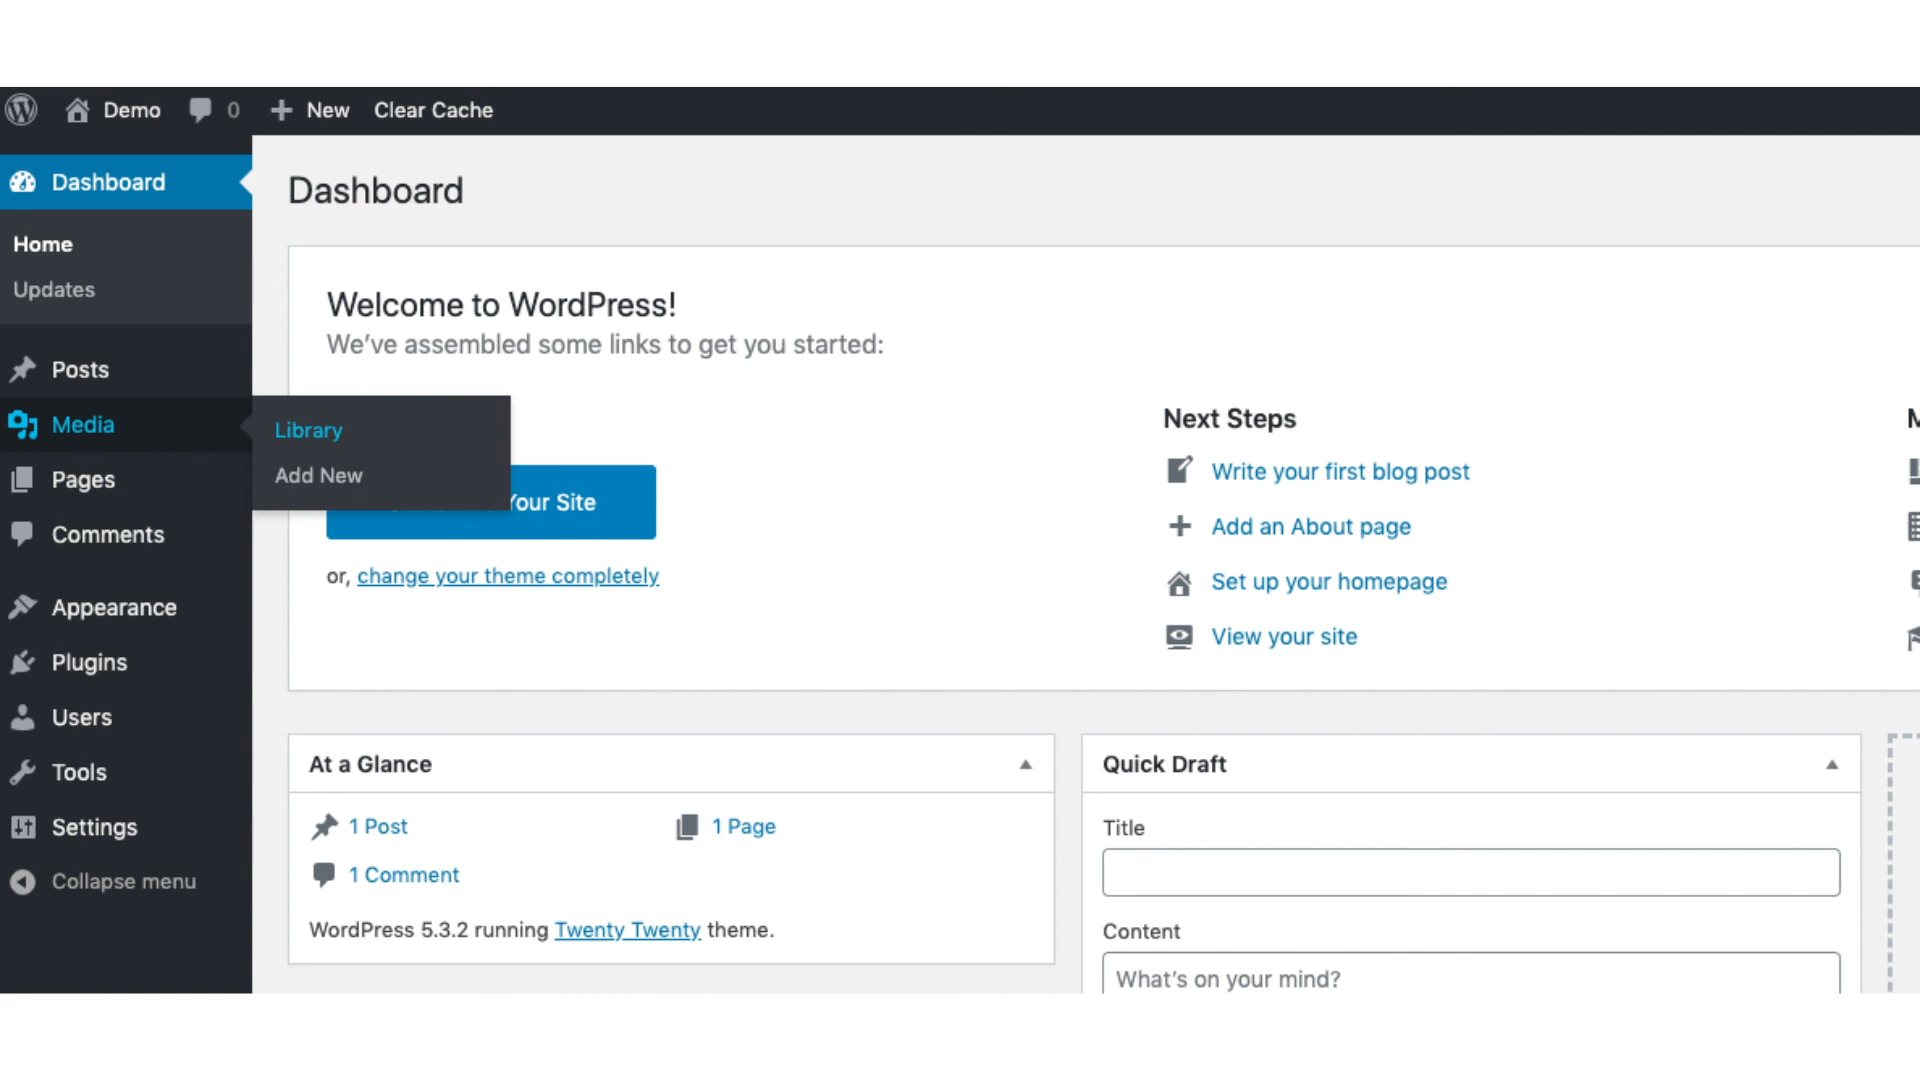 Demo 0 New Clear Cache
Dashboard
Home
Updates
Posts
Media
Library
Add New
Pages
Comments
Appearance
Plugins
Users
Tools
Settings
Collapse menu
Dashboard
Welcome to WordPress!
We've assembled some links to get you started:
Your Site
or, change your theme completely
Next Steps
Write your first blog post
Add an About page
Set up your homepage
View your site
At a Glance
1 Post
1 Page
1 Comment
WordPress 5.3.2 running Twenty Twenty theme.
Quick Draft
Title
Content
What's on your mind?